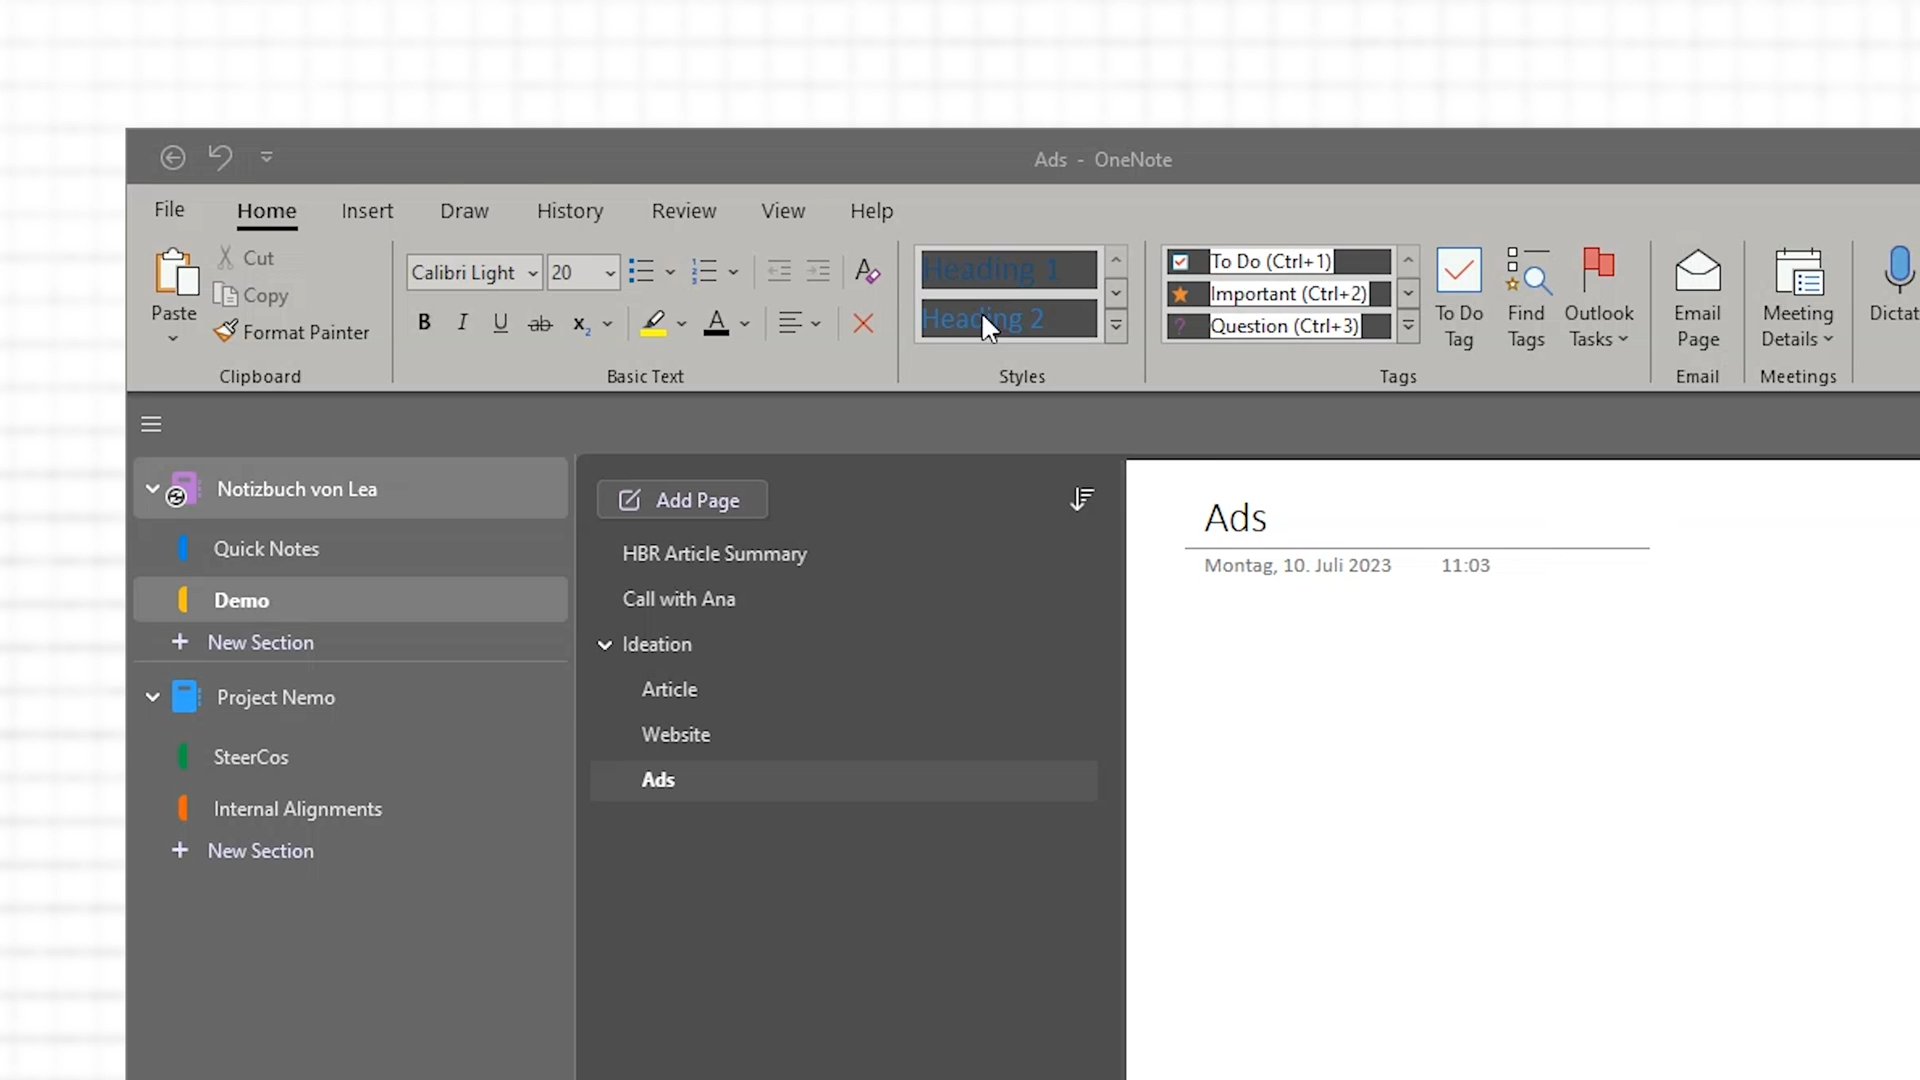 Ads - OneNote
File Home Insert Draw History Review View Help
Paste
Cut
Copy
Format Painter
Clipboard
Calibri Light 20
B I U ab x2 A
Basic Text
Heading 1
Heading 2
Styles
To Do (Ctrl+1)
Important (Ctrl+2)
? Question (Ctrl+3)
To Do
Tag
Find
Tags
Outlook
Tasks
Tags
Email
Page
Email
Meeting
Details
Meetings
Dictat
Notizbuch von Lea
Quick Notes
Demo
+ New Section
Project Nemo
SteerCos
Internal Alignments
+ New Section
Add Page
HBR Article Summary
Call with Ana
Ideation
Article
Website
Ads
Ads
Montag, 10. Juli 2023 11:03